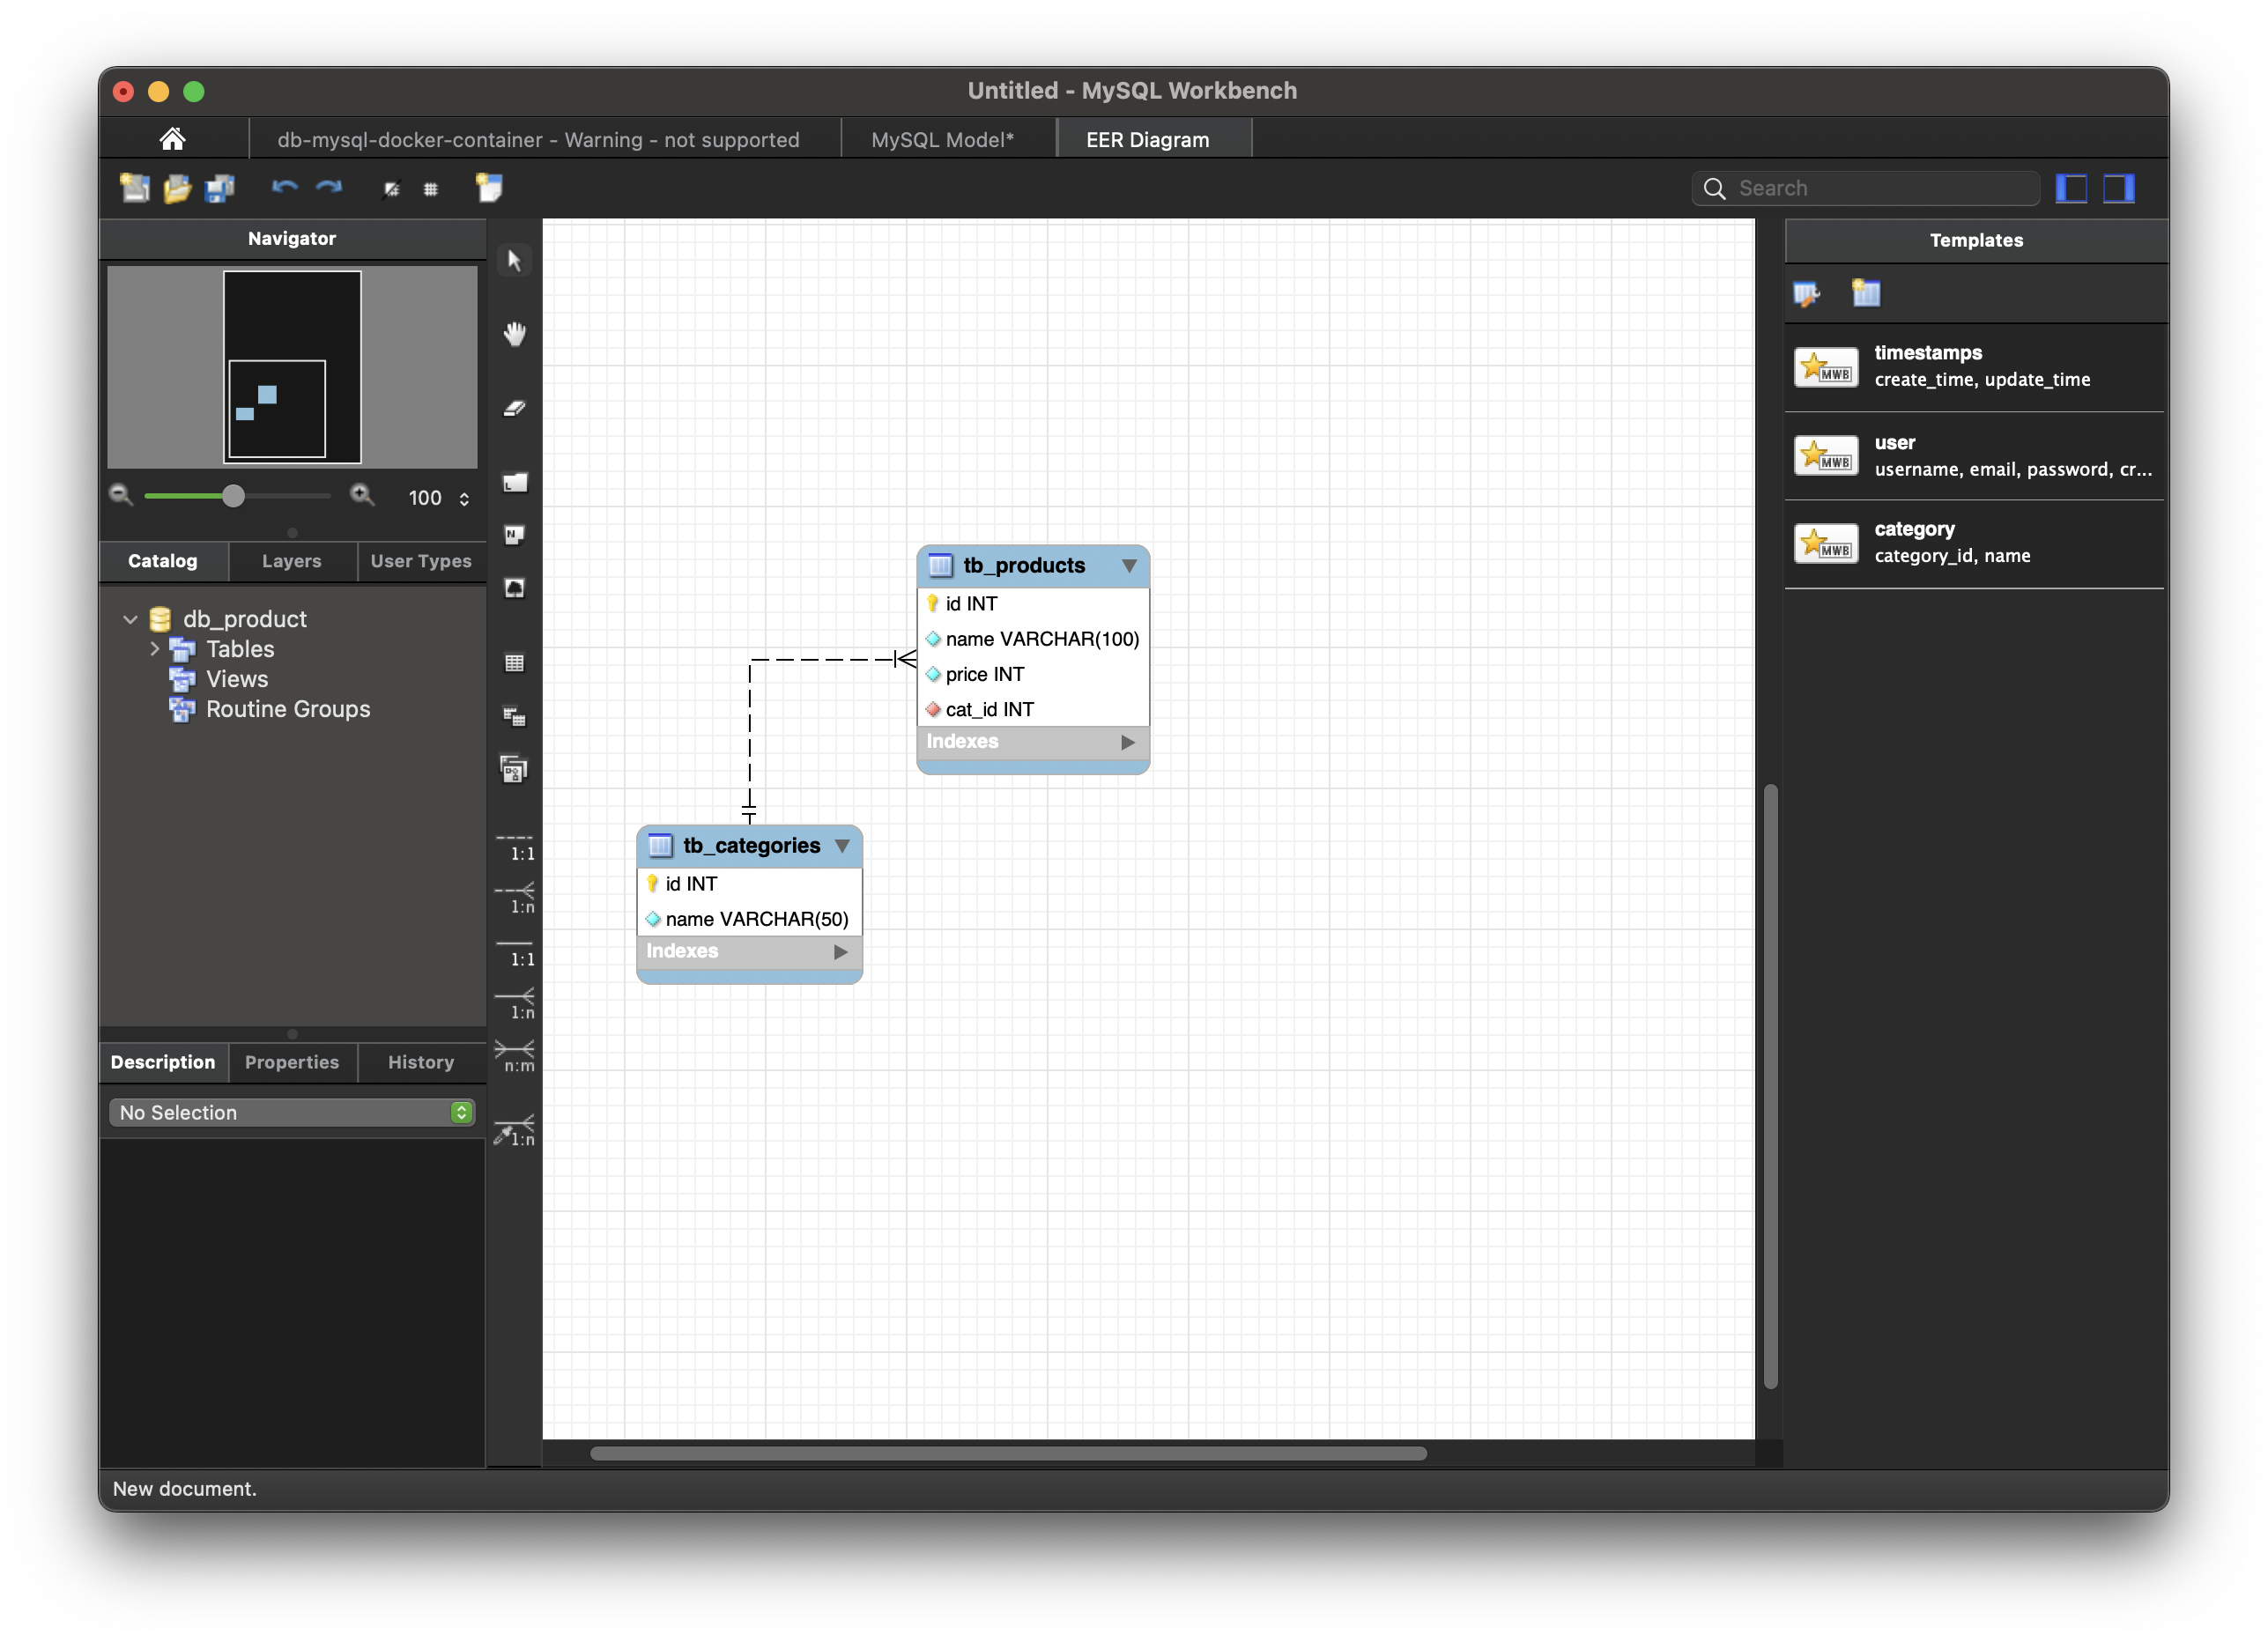 Untitled - MySQL Workbench
db-mysql-docker-container - Warning - not supported
MySQL Model*
EER Diagram
Search
Navigator
100
Catalog
Layers
User Types
db_product
Tables
Views
Routine Groups
Description
Properties
History
No Selection
L
N
1:1
1:n
1:1
1:n
n:m
1:n
tb_products
id INT
name VARCHAR(100)
price INT
cat_id INT
Indexes
tb_categories
id INT
name VARCHAR(50)
Indexes
Templates
MWB
timestamps
create_time, update_time
MWB
user
username, email, password, cr...
MWB
category
category_id, name
New document.